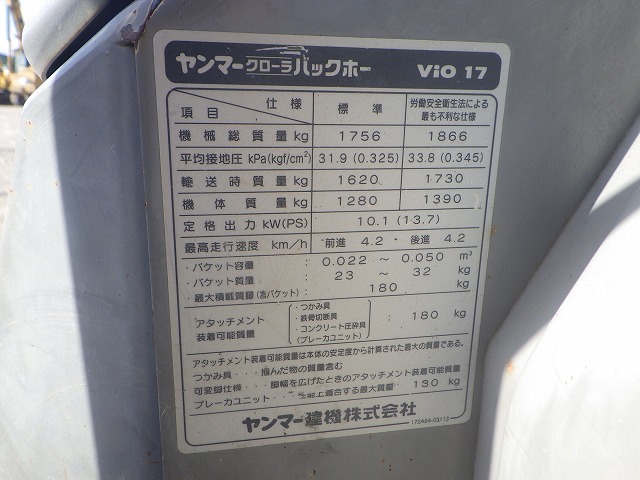 ヤンマークローラバックホー ViO 17
項目 仕様 標準 労働安全衛生法による最も不利な仕様
機械総質量 kg 1756 1866
平均接地圧 kPa(kgf/cm²) 31.9 (0.325) 33.8 (0.345)
輸送時質量 kg 1620 1730
機体質量 kg 1280 1390
定格出力 kW(PS) 10.1 (13.7)
最高走行速度 km/h 前進 4.2 ・ 後進 4.2
・バケット容量 : 0.022 ～ 0.050 m³
・バケット質量 : 23 ～ 32 kg
・最大積載質量(含バケット) : 180 kg
アタッチメント装着可能質量 ・つかみ具 ・鉄骨切断具 ・コンクリート圧砕具 (ブレーカユニット) : 180 kg
アタッチメント装着可能質量は本体の安定度から計算された最大の質量である。
つかみ具・・・掴んだ物の質量含む
可変脚仕様・・・脚幅を広げたときのアタッチメント装着可能質量
ブレーカユニット・・・適合する最大質量 130 kg
ヤンマー建機株式会社
172A64-03113